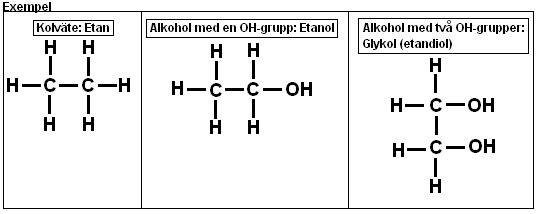 Exempel
Kolväte: Etan
H H
H C C H
H H
Alkohol med en OH-grupp: Etanol
H H
H C C OH
H H
Alkohol med två OH-grupper:
Glykol (etandiol)
H
H C OH
H C OH
H